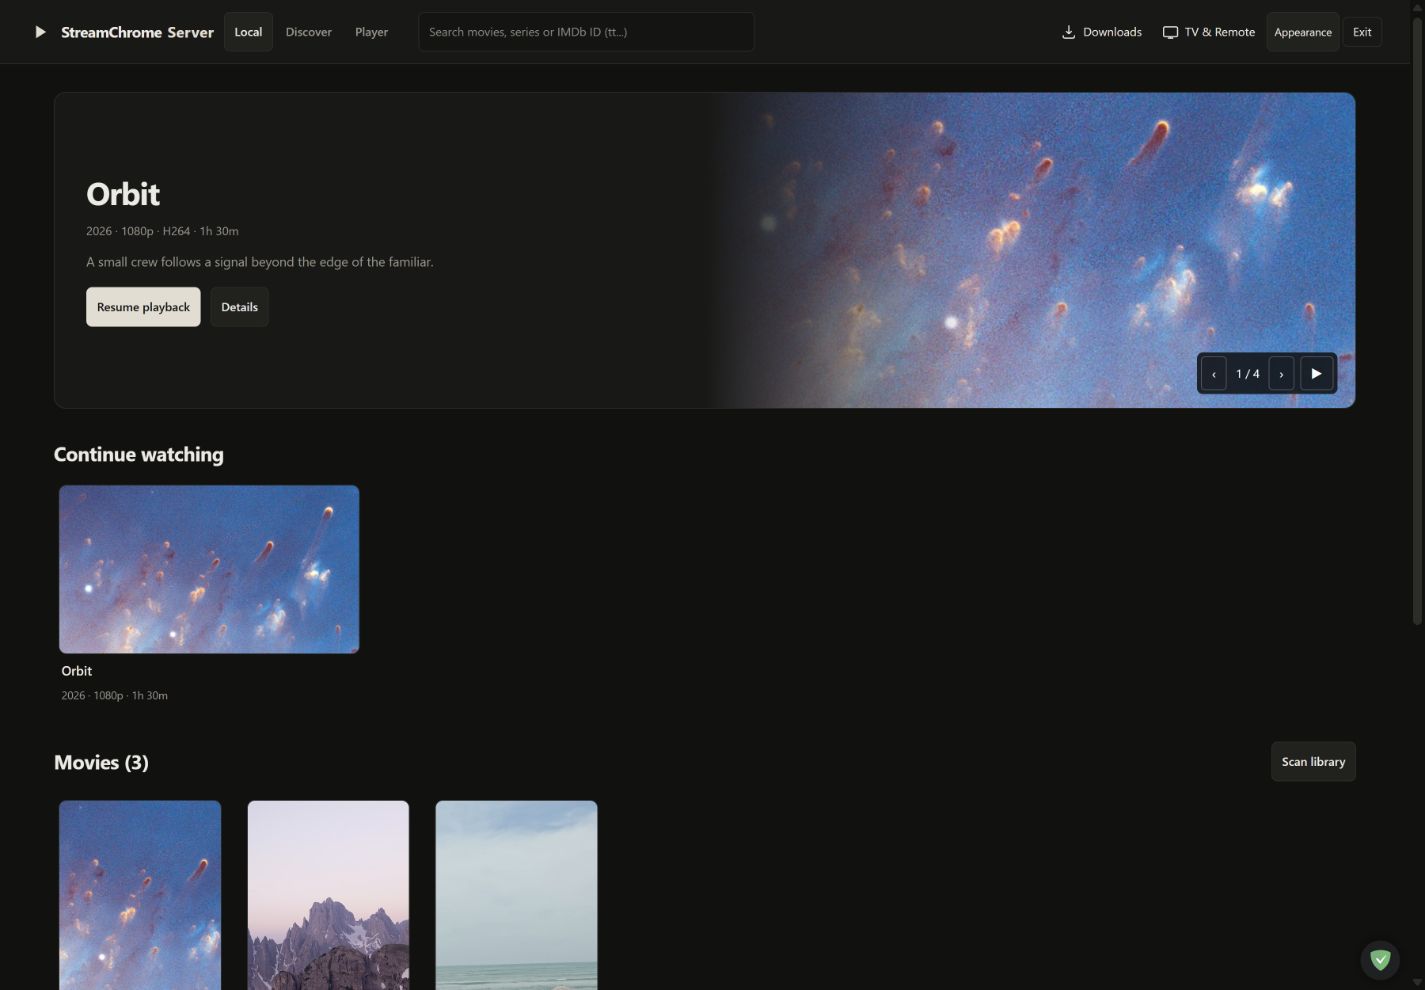 StreamChrome Server
Local
Discover
Player
Search movies, series or IMDb ID (tt...)
Downloads
TV & Remote
Appearance
Exit
Orbit
2026 · 1080p · H264 · 1h 30m
A small crew follows a signal beyond the edge of the familiar.
Resume playback
Details
‹ 1 / 4 ›
Continue watching
Orbit
2026 · 1080p · 1h 30m
Movies (3)
Scan library